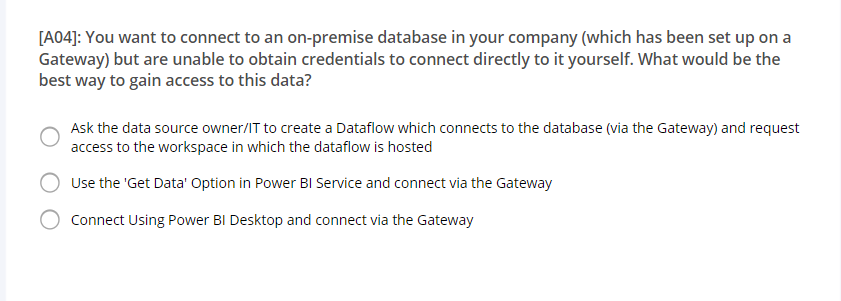 [A04]: You want to connect to an on-premise database in your company (which has been set up on a
Gateway) but are unable to obtain credentials to connect directly to it yourself. What would be the
best way to gain access to this data?
Ask the data source owner/IT to create a Dataflow which connects to the database (via the Gateway) and request
access to the workspace in which the dataflow is hosted
Use the 'Get Data' Option in Power BI Service and connect via the Gateway
Connect Using Power BI Desktop and connect via the Gateway